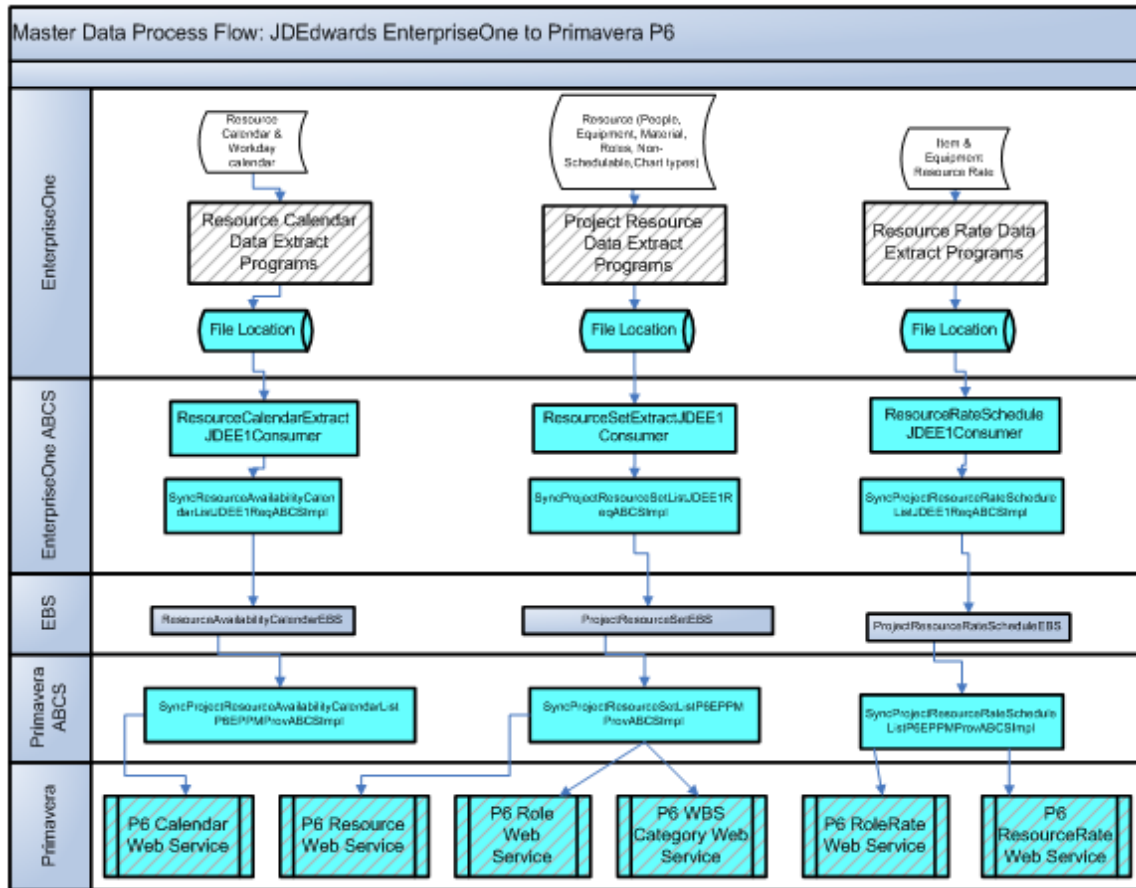 Master Data Process Flow: JDEdwards EnterpriseOne to Primavera P6
EnterpriseOne
Resource
Calendar &
Workday
calendar
Resource (People,
Equipment, Material,
Roles, Non-
Schedulable,Chart types)
Item &
Equipment
Resource Rate
Resource Calendar
Data Extract
Programs
Project Resource
Data Extract
Programs
Resource Rate Data
Extract Programs
File Location
File Location
File Location
EnterpriseOne ABCS
ResourceCalendarExtract
JDEE1Consumer
ResourceSetExtractJDEE1
Consumer
ResourceRateSchedule
JDEE1Consumer
SyncResourceAvailabilityCalen
darListJDEE1ReqABCSImpl
SyncProjectResourceSetListJDEE1R
eqABCSImpl
SyncProjectResourceRateSchedule
ListJDEE1ReqABCSImpl
EBS
ResourceAvailabilityCalendarEBS
ProjectResourceSetEBS
ProjectResourceRateScheduleEBS
Primavera
ABCS
SyncProjectResourceAvailabilityCalendarList
P6EPPMProvABCSImpl
SyncProjectResourceSetListP6EPPM
ProvABCSImpl
SyncProjectResourceRateSchedule
ListP6EPPMProvABCSImpl
Primavera
P6 Calendar
Web Service
P6 Resource
Web Service
P6 Role
Web
Service
P6 WBS
Category Web
Service
P6 RoleRate
Web Service
P6
ResourceRate
Web Service